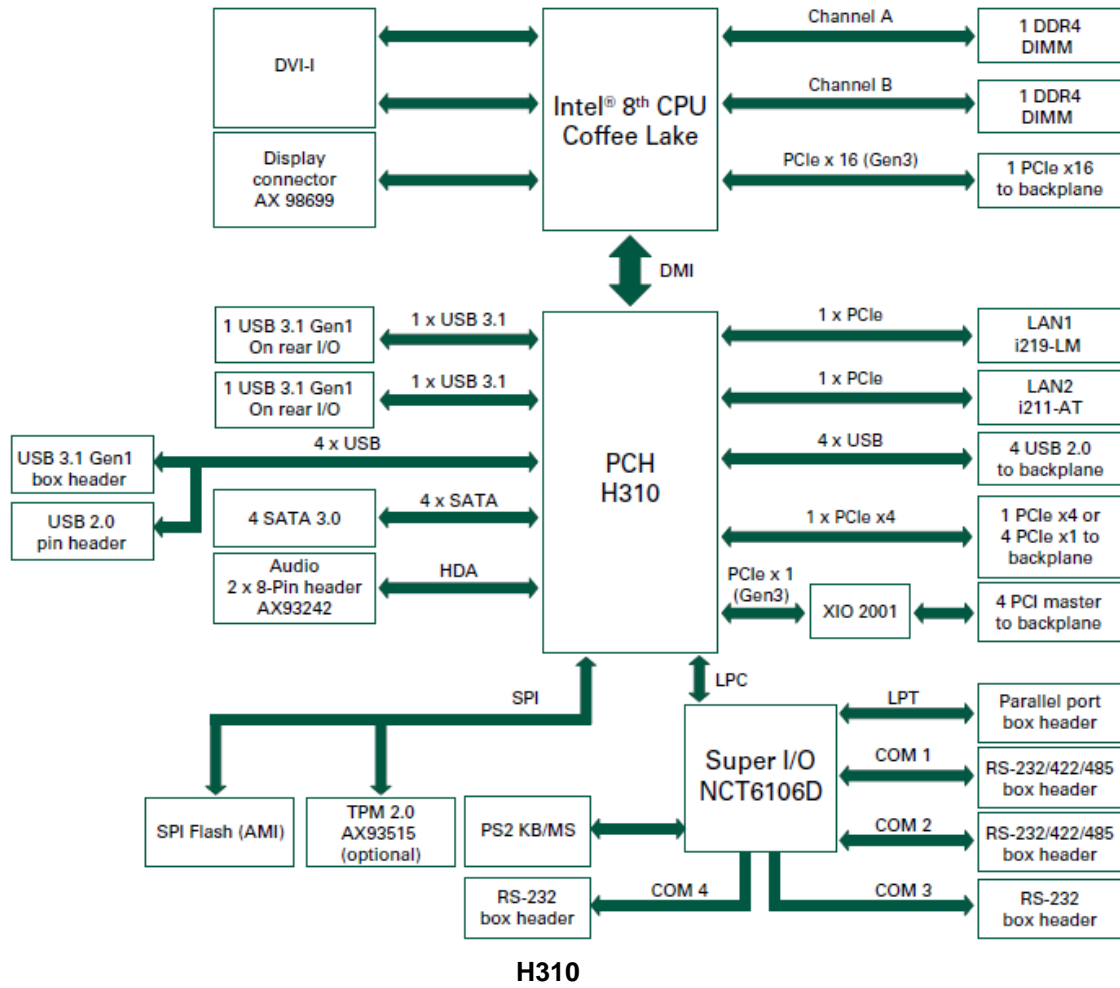 DVI-I
Display
connector
AX 98699
Intel® 8th CPU
Coffee Lake
Channel A
1 DDR4
DIMM
Channel B
1 DDR4
DIMM
PCIe x 16 (Gen3)
1 PCIe x16
to backplane
DMI
1 USB 3.1 Gen1
On rear I/O
1 x USB 3.1
1 USB 3.1 Gen1
On rear I/O
1 x USB 3.1
USB 3.1 Gen1
box header
4 x USB
USB 2.0
pin header
4 SATA 3.0
4 x SATA
Audio
2 x 8-Pin header
AX93242
HDA
PCH
H310
1 x PCIe
LAN1
i219-LM
1 x PCIe
LAN2
i211-AT
4 x USB
4 USB 2.0
to backplane
1 x PCIe x4
1 PCIe x4 or
4 PCIe x1 to
backplane
PCIe x 1
(Gen3)
XIO 2001
4 PCI master
to backplane
SPI
LPC
SPI Flash (AMI)
TPM 2.0
AX93515
(optional)
PS2 KB/MS
Super I/O
NCT6106D
LPT
Parallel port
box header
COM 1
RS-232/422/485
box header
COM 2
RS-232/422/485
box header
RS-232
box header
COM 4
COM 3
RS-232
box header
H310